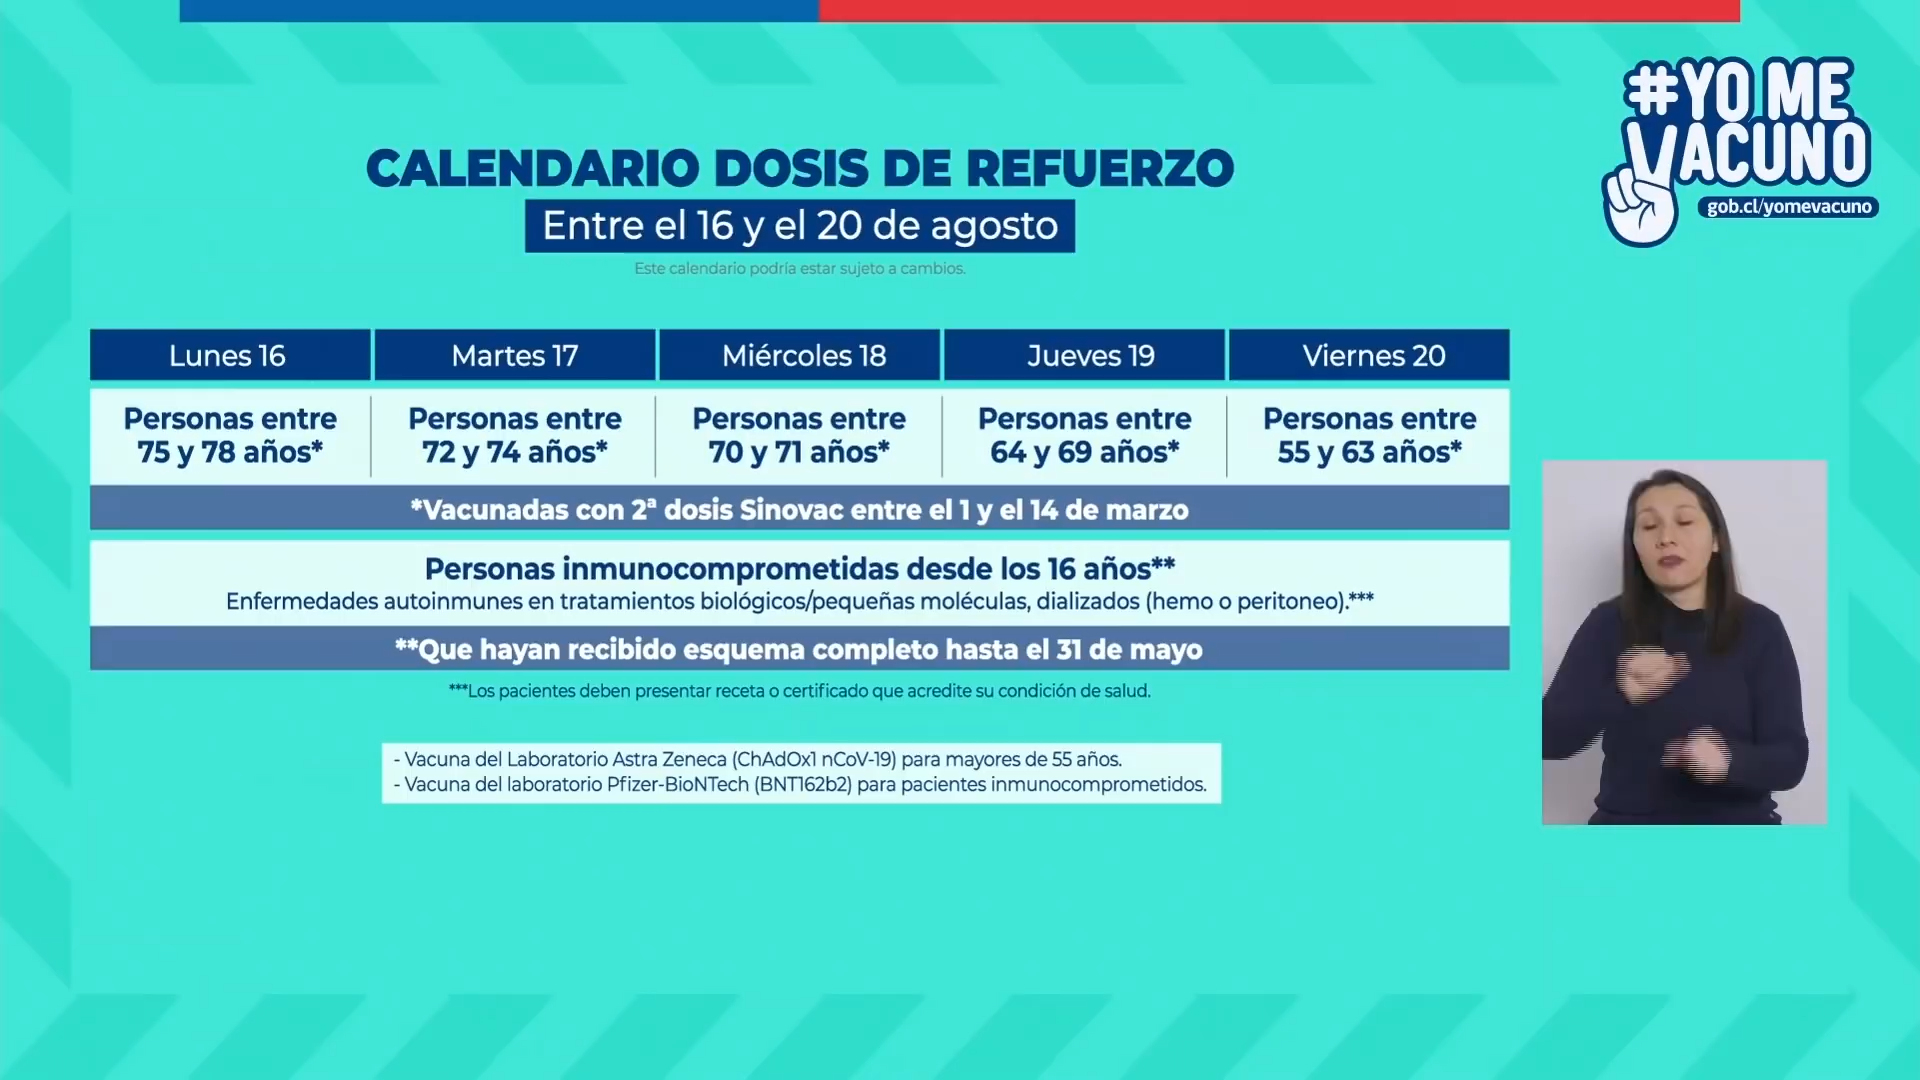 #YO ME
VACUNO
gob.cl/yomevacuno
CALENDARIO DOSIS DE REFUERZO
Entre el 16 y el 20 de agosto
Este calendario podría estar sujeto a cambios.
Lunes 16
Martes 17
Miércoles 18
Jueves 19
Viernes 20
Personas entre
75 y 78 años*
Personas entre
72 y 74 años*
Personas entre
70 y 71 años*
Personas entre
64 y 69 años*
Personas entre
55 y 63 años*
*Vacunadas con 2ª dosis Sinovac entre el 1 y el 14 de marzo
Personas inmunocomprometidas desde los 16 años**
Enfermedades autoinmunes en tratamientos biológicos/pequeñas moléculas, dializados (hemo o peritoneo).***
**Que hayan recibido esquema completo hasta el 31 de mayo
***Los pacientes deben presentar receta o certificado que acredite su condición de salud.
- Vacuna del Laboratorio Astra Zeneca (ChAdOx1 nCoV-19) para mayores de 55 años.
- Vacuna del laboratorio Pfizer-BioNTech (BNT162b2) para pacientes inmunocomprometidos.